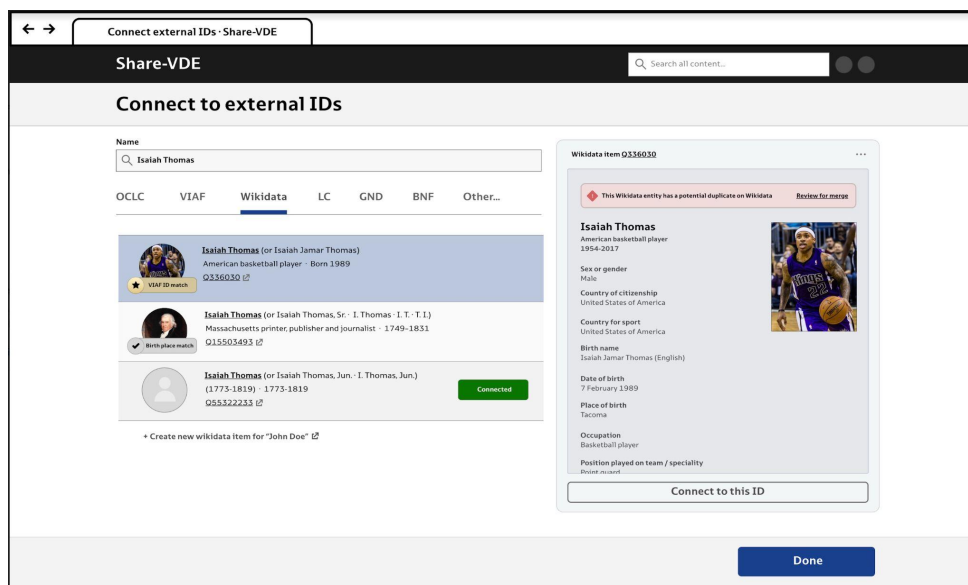 Connect external IDs · Share-VDE
Share-VDE
Search all content...
Connect to external IDs
Name
Isaiah Thomas
OCLC VIAF Wikidata LC GND BNF Other...
Isaiah Thomas (or Isaiah Jamar Thomas)
American basketball player · Born 1989
Q336030
VIAF ID match
Isaiah Thomas (or Isaiah Thomas, Sr. · I. Thomas · I. T. · T. I.)
Massachusetts printer, publisher and journalist · 1749-1831
Q15503493
Birth place match
Isaiah Thomas (or Isaiah Thomas, Jun. · I. Thomas, Jun.)
(1773-1819) · 1773-1819
Q55322233
Connected
+ Create new wikidata item for "John Doe"
Wikidata item Q336030
This Wikidata entity has a potential duplicate on Wikidata Review for merge
Isaiah Thomas
American basketball player
1954-2017
Sex or gender
Male
Country of citizenship
United States of America
Country for sport
United States of America
Birth name
Isaiah Jamar Thomas (English)
Date of birth
7 February 1989
Place of birth
Tacoma
Occupation
Basketball player
Position played on team / speciality
Point guard
KINGS
22
Connect to this ID
Done